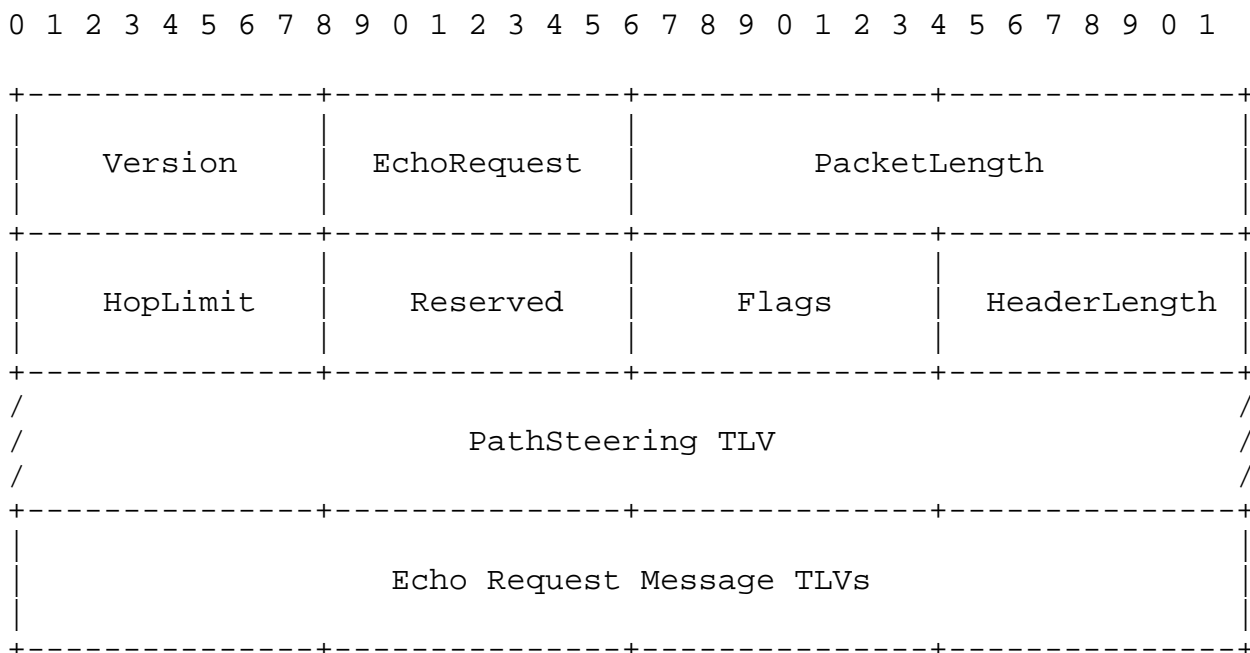 0 1 2 3 4 5 6 7 8 9 0 1 2 3 4 5 6 7 8 9 0 1 2 3 4 5 6 7 8 9 0 1
Version EchoRequest PacketLength
HopLimit Reserved Flags HeaderLength
PathSteering TLV
Echo Request Message TLVs